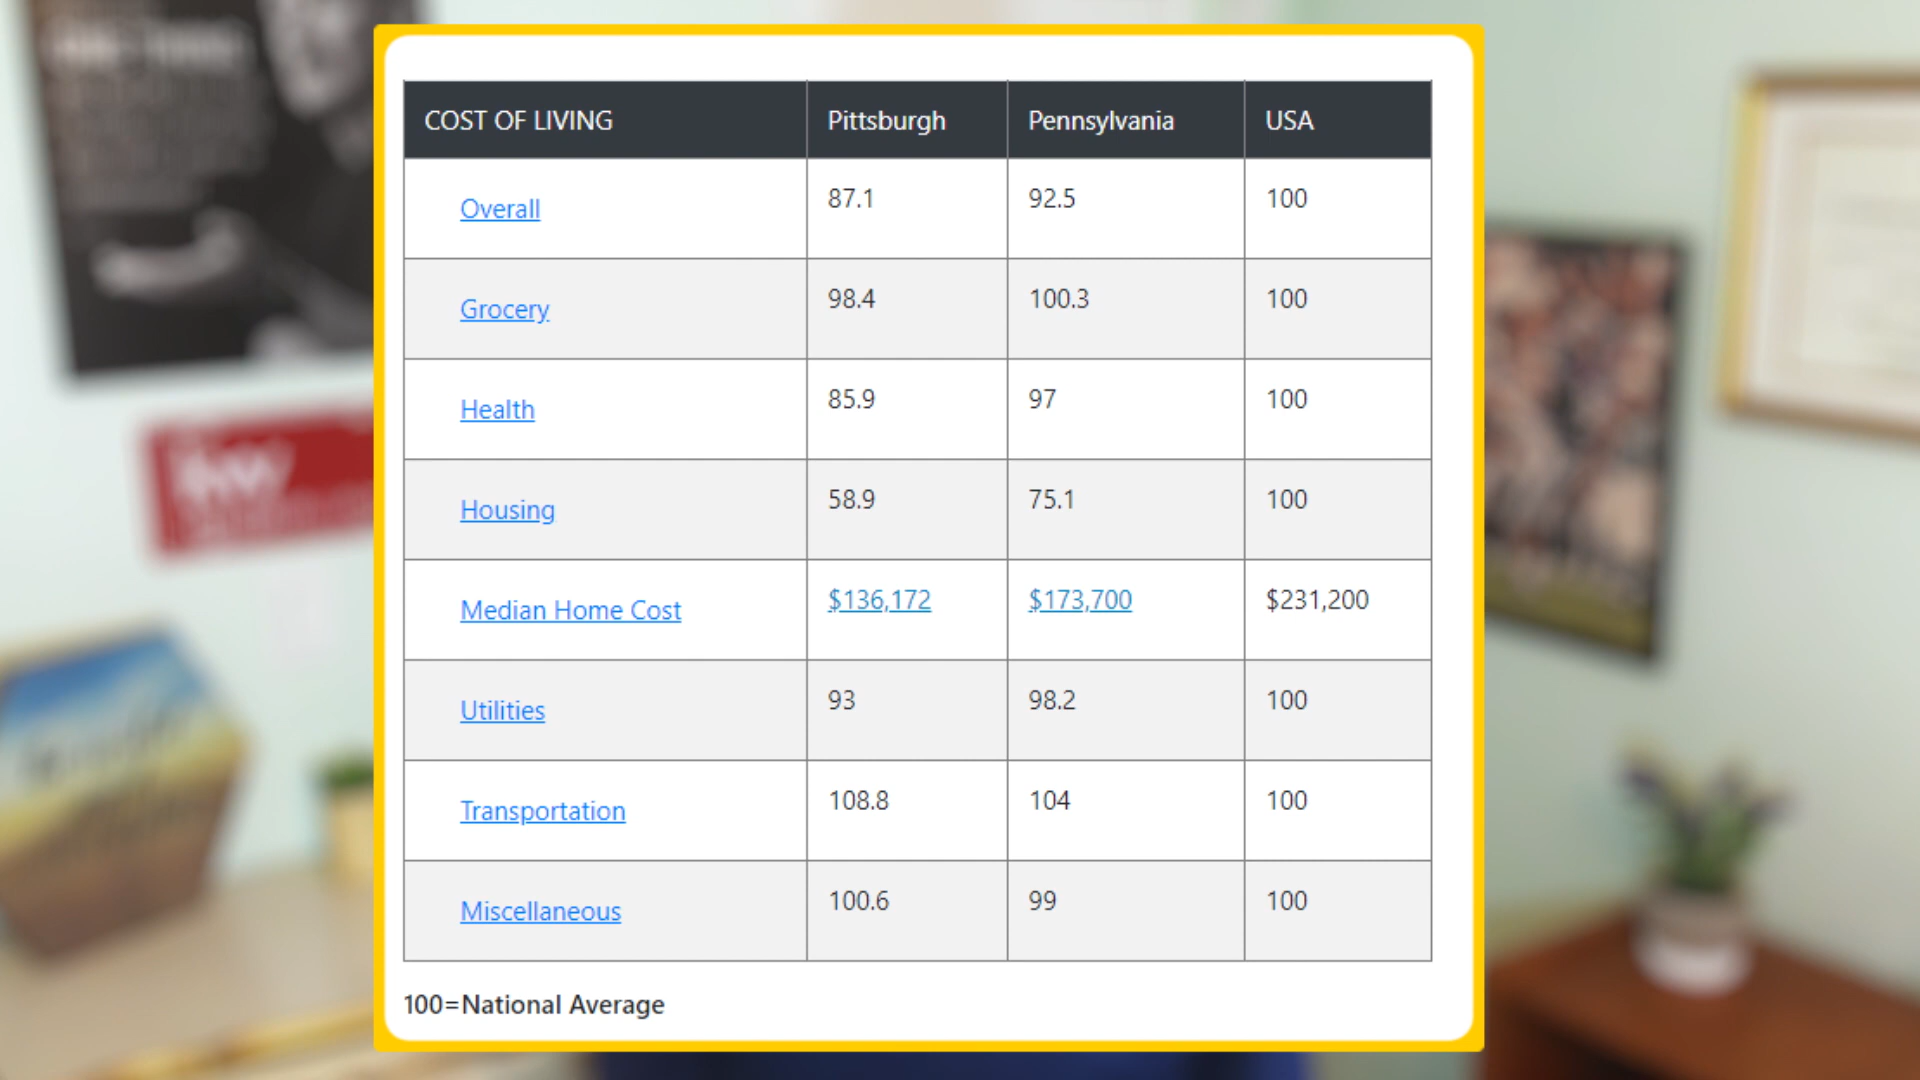 COST OF LIVING Pittsburgh Pennsylvania USA
Overall 87.1 92.5 100
Grocery 98.4 100.3 100
Health 85.9 97 100
Housing 58.9 75.1 100
Median Home Cost $136,172 $173,700 $231,200
Utilities 93 98.2 100
Transportation 108.8 104 100
Miscellaneous 100.6 99 100
100=National Average
kw